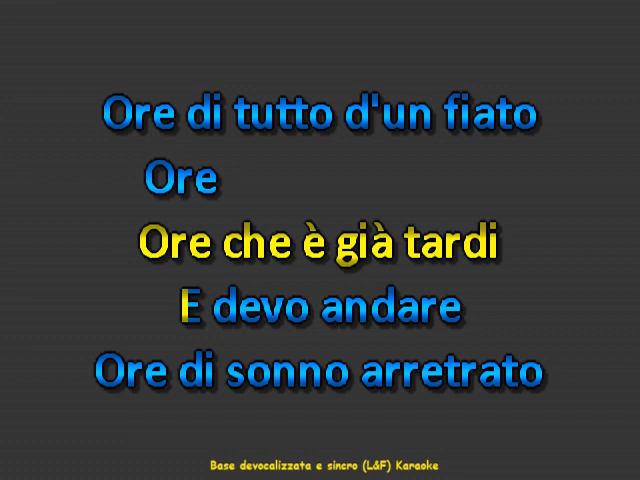 Ore di tutto d'un fiato
Ore
Ore che è già tardi
E devo andare
Ore di sonno arretrato
Base devocalizzata e sincro (L&F) Karaoke